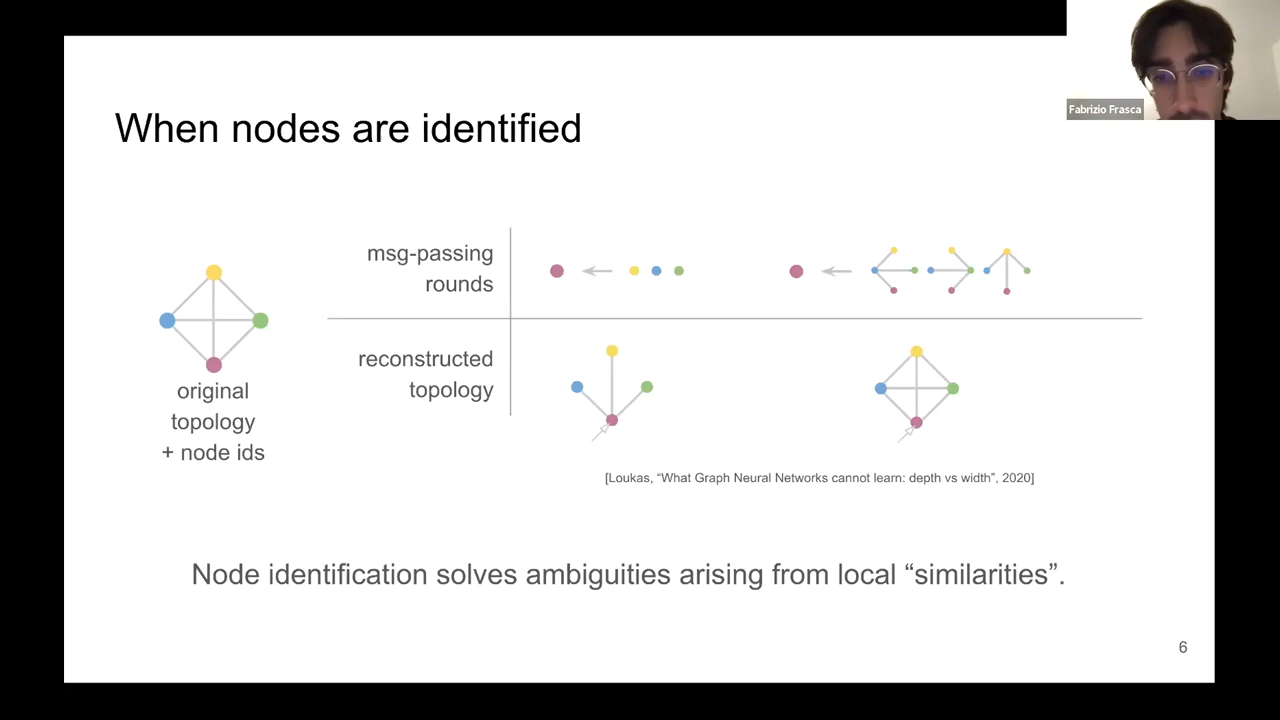 Fabrizio Frasca
When nodes are identified
msg-passing
rounds
reconstructed
topology
original
topology
+ node ids
[Loukas, “What Graph Neural Networks cannot learn: depth vs width”, 2020]
Node identification solves ambiguities arising from local “similarities”.
6